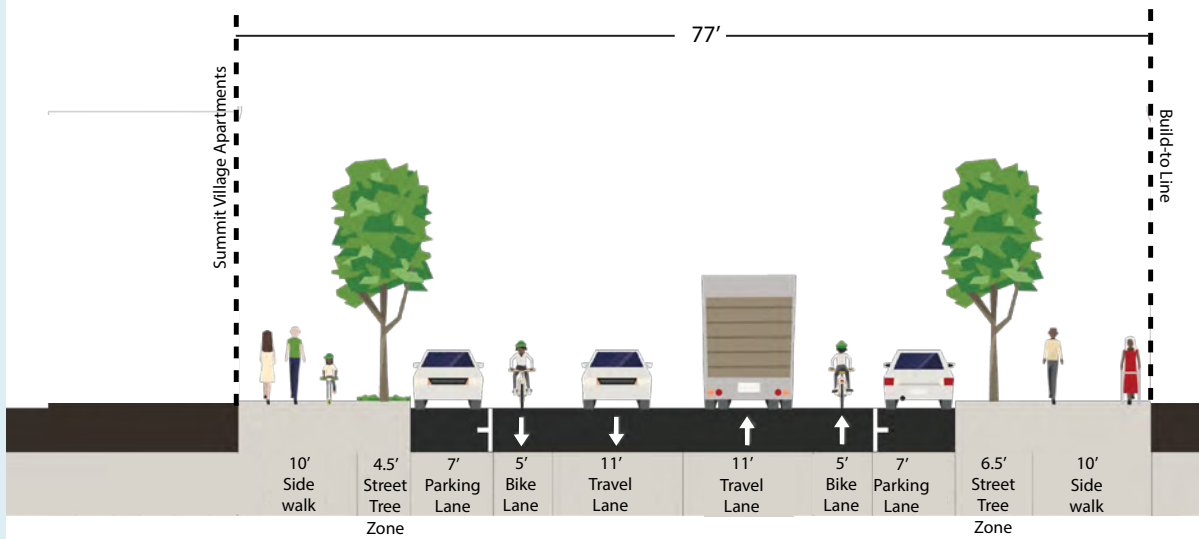 77’
Summit Village Apartments
Build-to Line
10’
Side
walk
4.5’
Street
Tree
Zone
7’
Parking
Lane
5’
Bike
Lane
11’
Travel
Lane
11’
Travel
Lane
5’
Bike
Lane
7’
Parking
Lane
6.5’
Street
Tree
Zone
10’
Side
walk